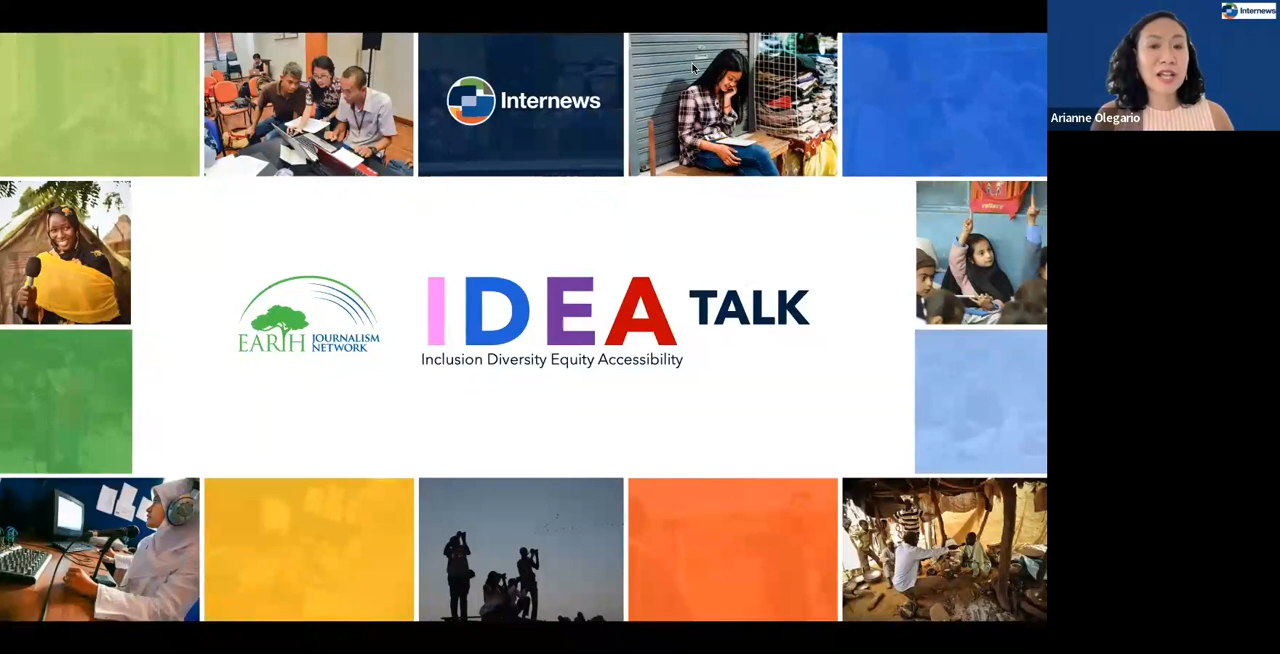 Internews
Internews
Arianne Olegario
EARTH JOURNALISM NETWORK
IDEA TALK
Inclusion Diversity Equity Accessibility